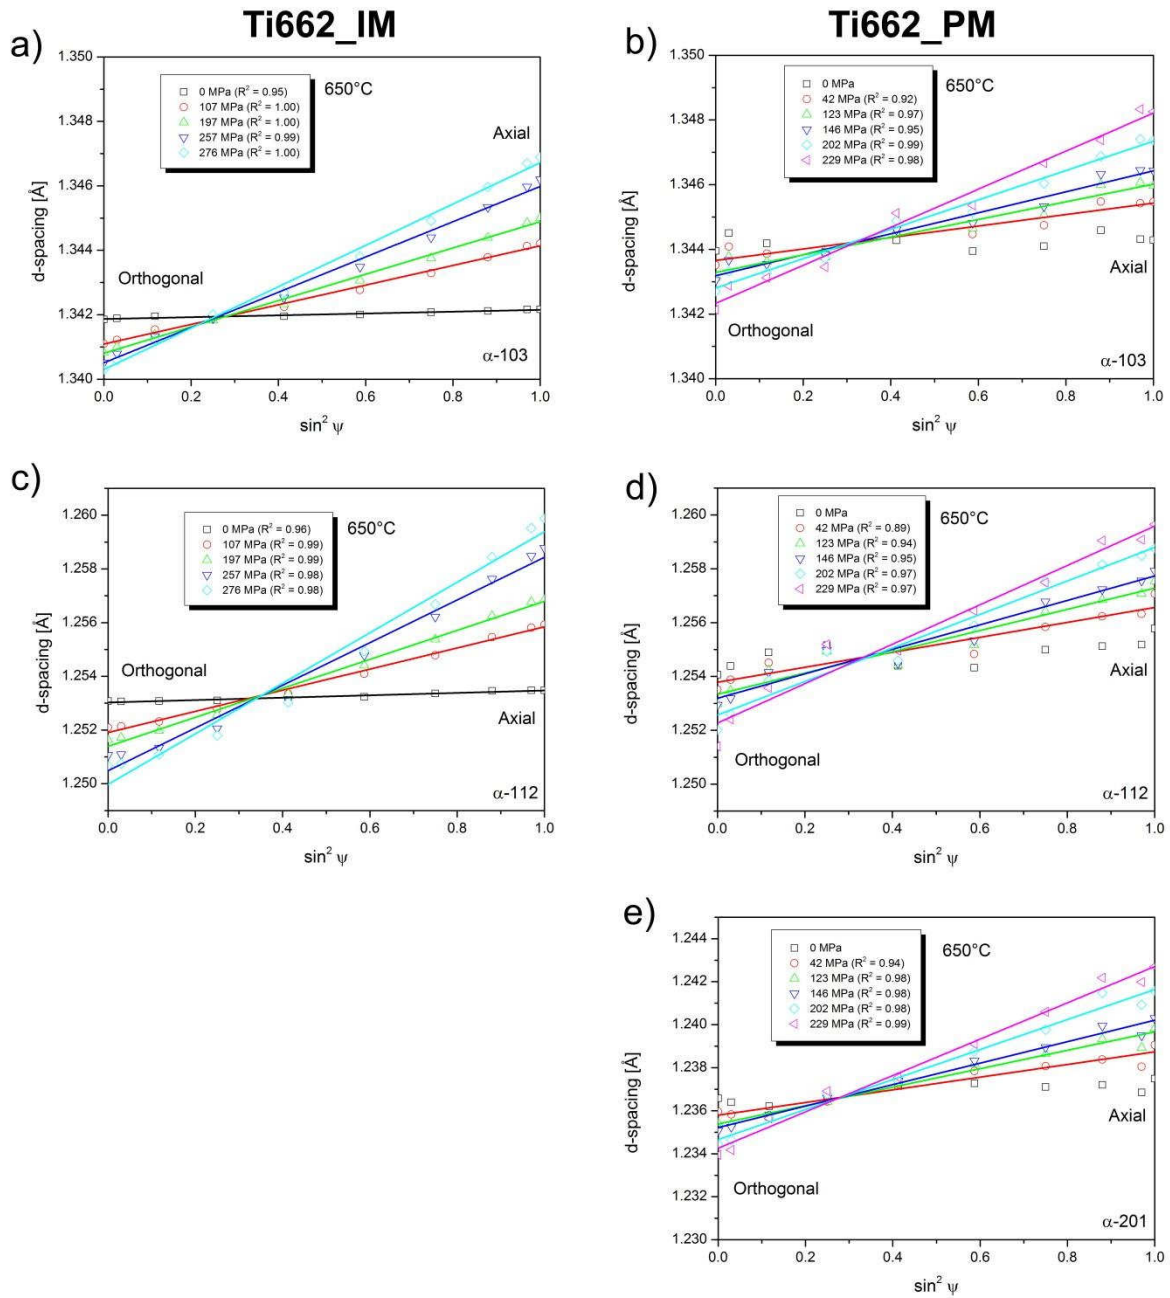 Ti662_IM
Ti662_PM
a)
1.350
1.348
1.346
1.344
1.342
1.340
d-spacing [Å]
0 MPa (R² = 0.95)
107 MPa (R² = 1.00)
197 MPa (R² = 1.00)
257 MPa (R² = 0.99)
276 MPa (R² = 1.00)
650°C
Axial
Orthogonal
α-103
0.0 0.2 0.4 0.6 0.8 1.0
sin² ψ
b)
1.350
1.348
1.346
1.344
1.342
1.340
d-spacing [Å]
0 MPa
42 MPa (R² = 0.92)
123 MPa (R² = 0.97)
146 MPa (R² = 0.95)
202 MPa (R² = 0.99)
229 MPa (R² = 0.98)
650°C
Axial
Orthogonal
α-103
0.0 0.2 0.4 0.6 0.8 1.0
sin² ψ
c)
1.260
1.258
1.256
1.254
1.252
1.250
d-spacing [Å]
0 MPa (R² = 0.96)
107 MPa (R² = 0.99)
197 MPa (R² = 0.99)
257 MPa (R² = 0.98)
276 MPa (R² = 0.98)
650°C
Orthogonal
Axial
α-112
0.0 0.2 0.4 0.6 0.8 1.0
sin² ψ
d)
1.260
1.258
1.256
1.254
1.252
1.250
d-spacing [Å]
0 MPa
42 MPa (R² = 0.89)
123 MPa (R² = 0.94)
146 MPa (R² = 0.95)
202 MPa (R² = 0.97)
229 MPa (R² = 0.97)
650°C
Axial
Orthogonal
α-112
0.0 0.2 0.4 0.6 0.8 1.0
sin² ψ
e)
1.244
1.242
1.240
1.238
1.236
1.234
1.232
1.230
d-spacing [Å]
0 MPa
42 MPa (R² = 0.94)
123 MPa (R² = 0.98)
146 MPa (R² = 0.98)
202 MPa (R² = 0.98)
229 MPa (R² = 0.99)
650°C
Axial
Orthogonal
α-201
0.0 0.2 0.4 0.6 0.8 1.0
sin² ψ